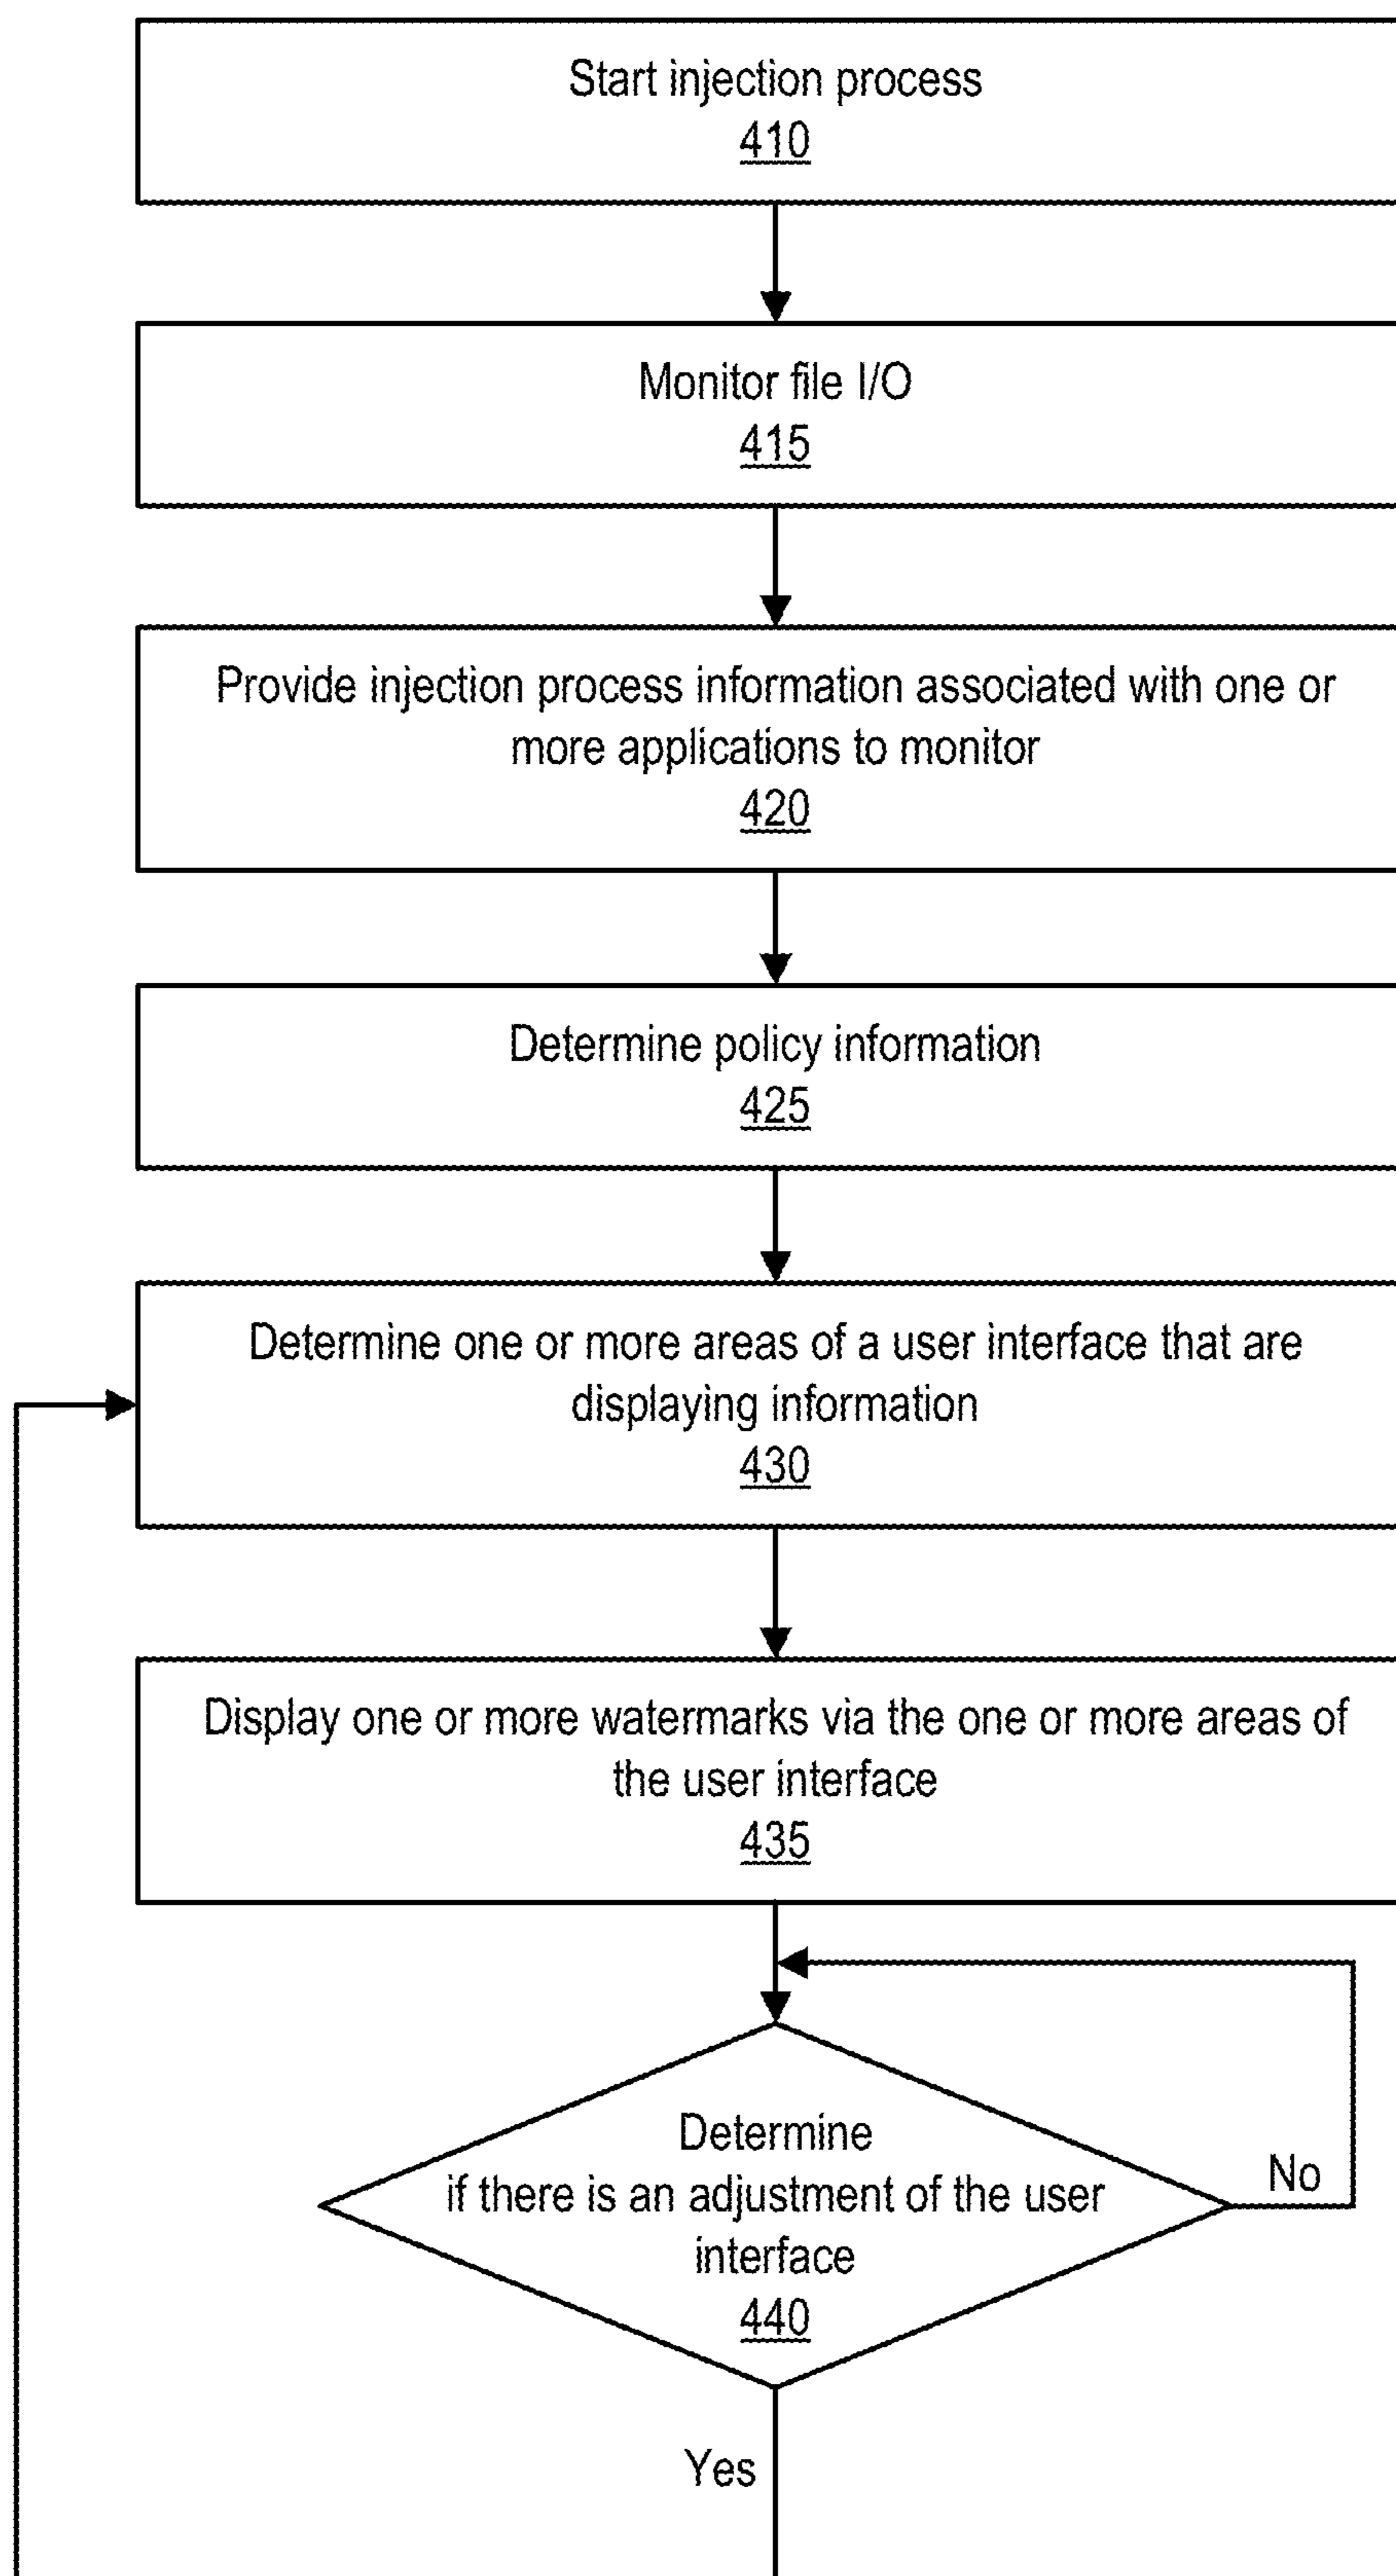 Start injection process
410
Monitor file I/O
415
Provide injection process information associated with one or
more applications to monitor
420
Determine policy information
425
Determine one or more areas of a user interface that are
displaying information
430
Display one or more watermarks via the one or more areas of
the user interface
435
Determine
if there is an adjustment of the user
interface
440
No
Yes